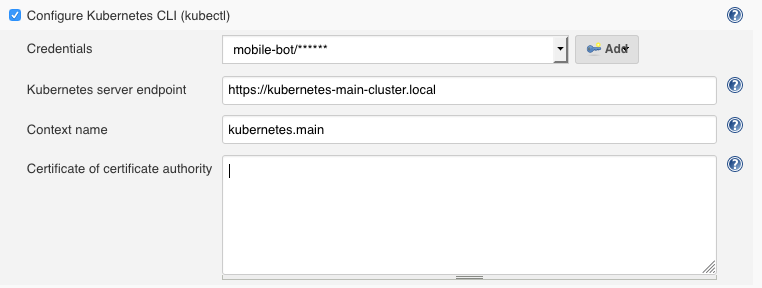 Configure Kubernetes CLI (kubectl)
Credentials mobile-bot/****** Add
Kubernetes server endpoint https://kubernetes-main-cluster.local
Context name kubernetes.main
Certificate of certificate authority